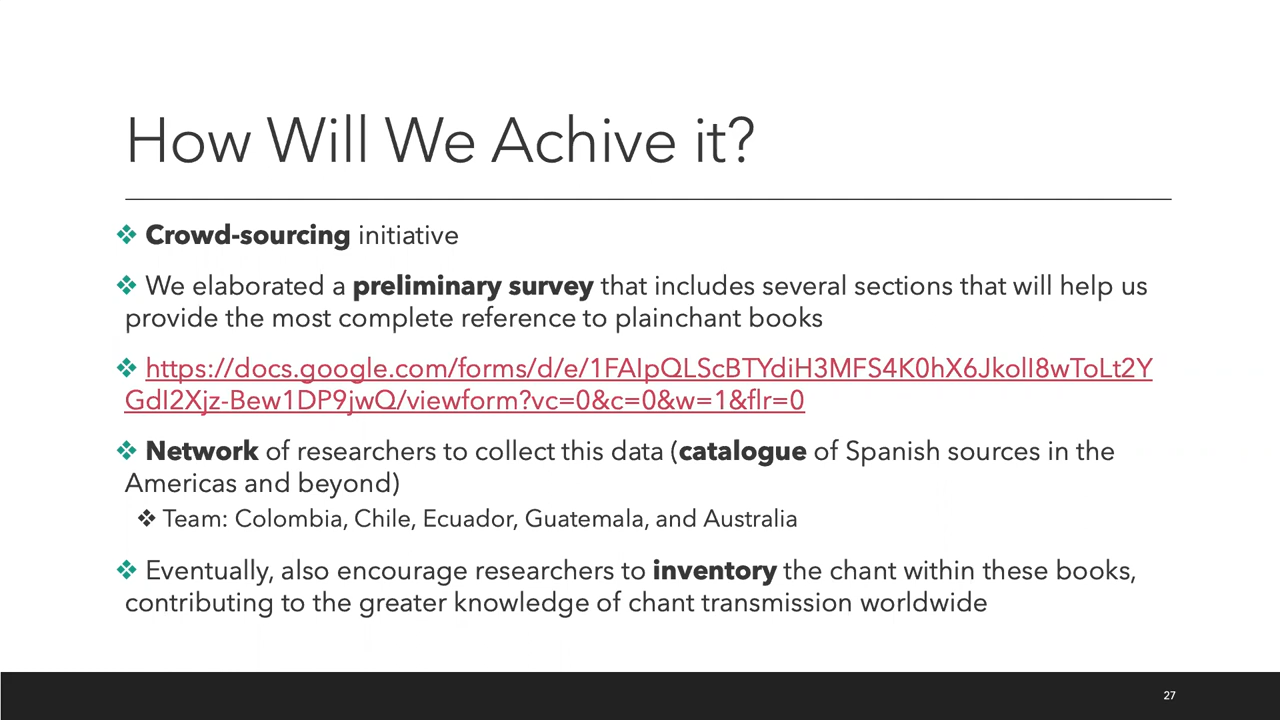 How Will We Achive it?
❖ Crowd-sourcing initiative
❖ We elaborated a preliminary survey that includes several sections that will help us
provide the most complete reference to plainchant books
❖ https://docs.google.com/forms/d/e/1FAIpQLScBTYdiH3MFS4K0hX6JkolI8wToLt2Y
GdI2Xjz-Bew1DP9jwQ/viewform?vc=0&c=0&w=1&flr=0
❖ Network of researchers to collect this data (catalogue of Spanish sources in the
Americas and beyond)
❖ Team: Colombia, Chile, Ecuador, Guatemala, and Australia
❖ Eventually, also encourage researchers to inventory the chant within these books,
contributing to the greater knowledge of chant transmission worldwide
27